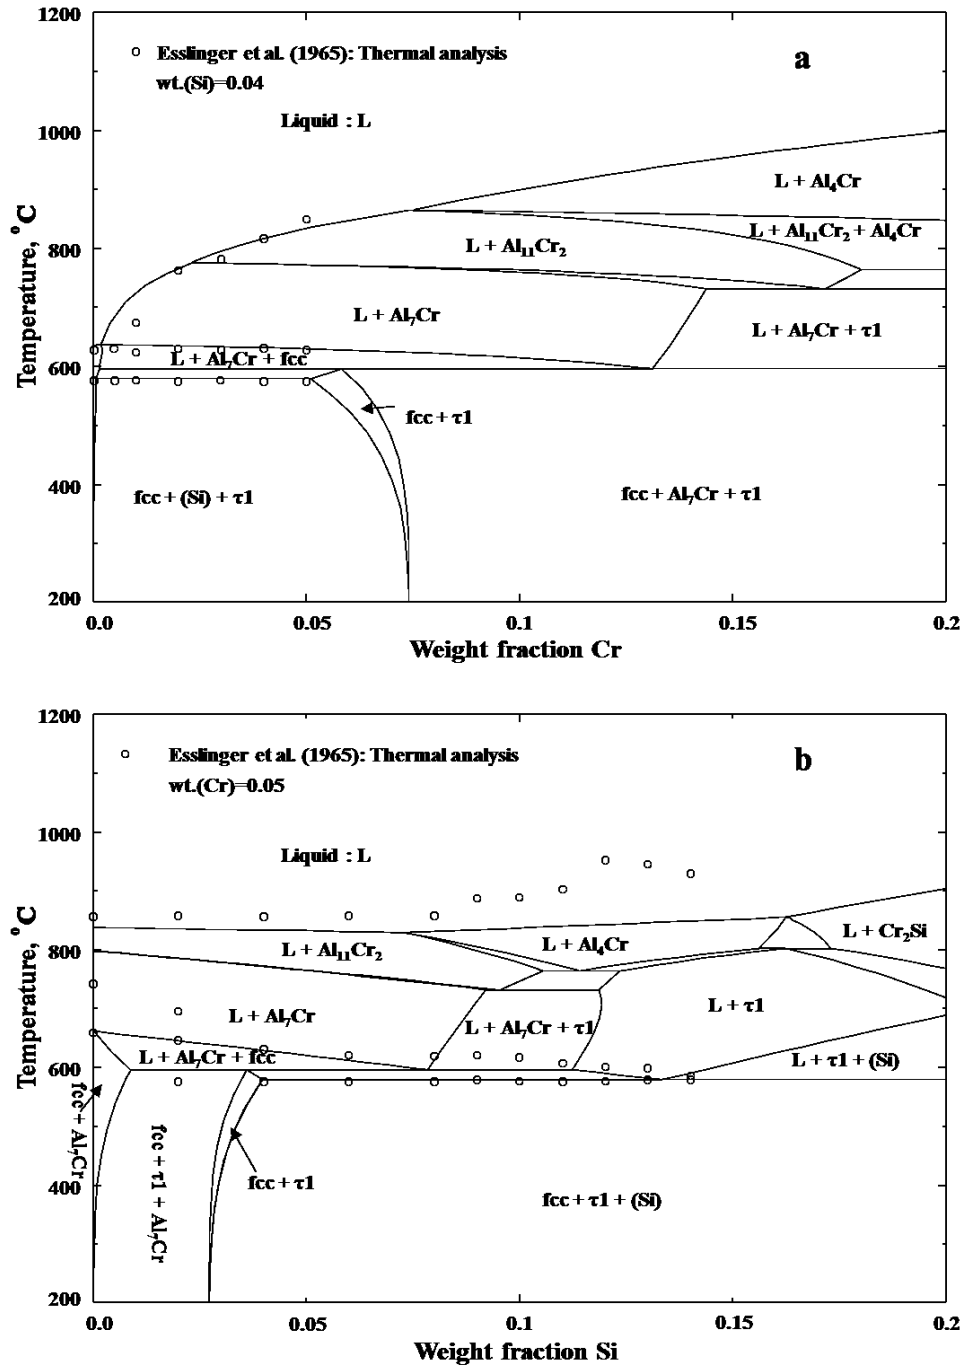 1200
Esslinger et al. (1965): Thermal analysis
a
wt.(Si)=0.04
Liquid : L
1000
L + Al₄Cr
L + Al₁₁Cr₂ + Al₄Cr
800
L + Al₁₁Cr₂
L + Al₇Cr
L + Al₇Cr + τ1
L + Al₇Cr + fcc
600
fcc + τ1
400
fcc + (Si) + τ1
fcc + Al₇Cr + τ1
200
Temperature, °C
0.0
0.05
0.1
0.15
0.2
Weight fraction Cr
1200
Esslinger et al. (1965): Thermal analysis
b
wt.(Cr)=0.05
1000
Liquid : L
L + Cr₂Si
800
L + Al₁₁Cr₂
L + Al₄Cr
L + τ1
L + Al₇Cr
L + Al₇Cr + τ1
L + Al₇Cr + fcc
L + τ1 + (Si)
600
fcc + Al₇Cr
fcc + τ1 + Al₇Cr
fcc + τ1
fcc + τ1 + (Si)
400
200
Temperature, °C
0.0
0.05
0.1
0.15
0.2
Weight fraction Si